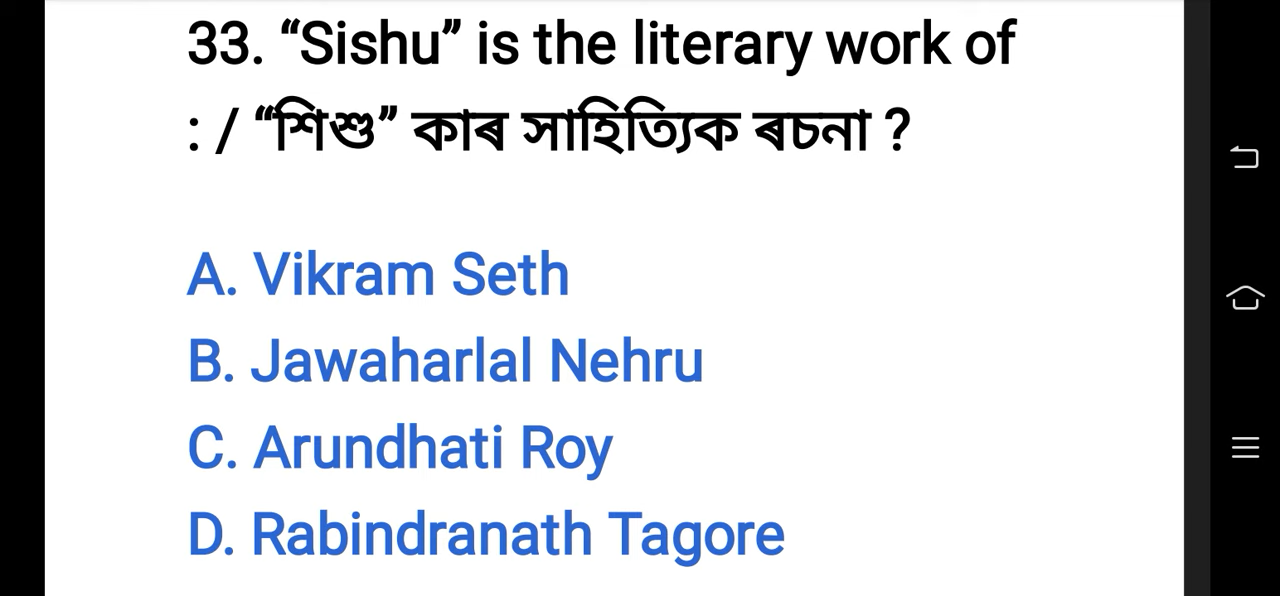 33. “Sishu” is the literary work of
: / “শিশু” কাৰ সাহিত্যিক ৰচনা ?
A. Vikram Seth
B. Jawaharlal Nehru
C. Arundhati Roy
D. Rabindranath Tagore